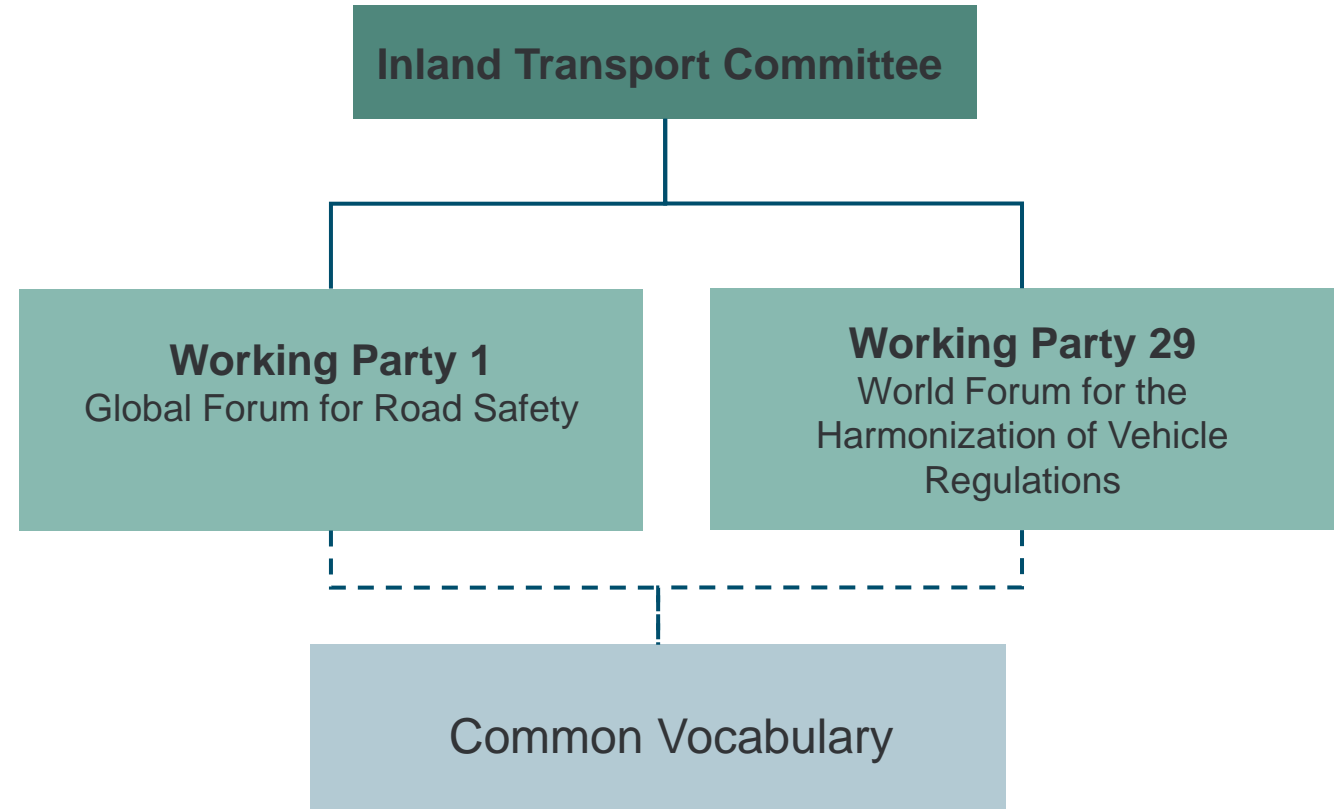 Inland Transport Committee
Working Party 1
Global Forum for Road Safety
Working Party 29
World Forum for the
Harmonization of Vehicle
Regulations
Common Vocabulary